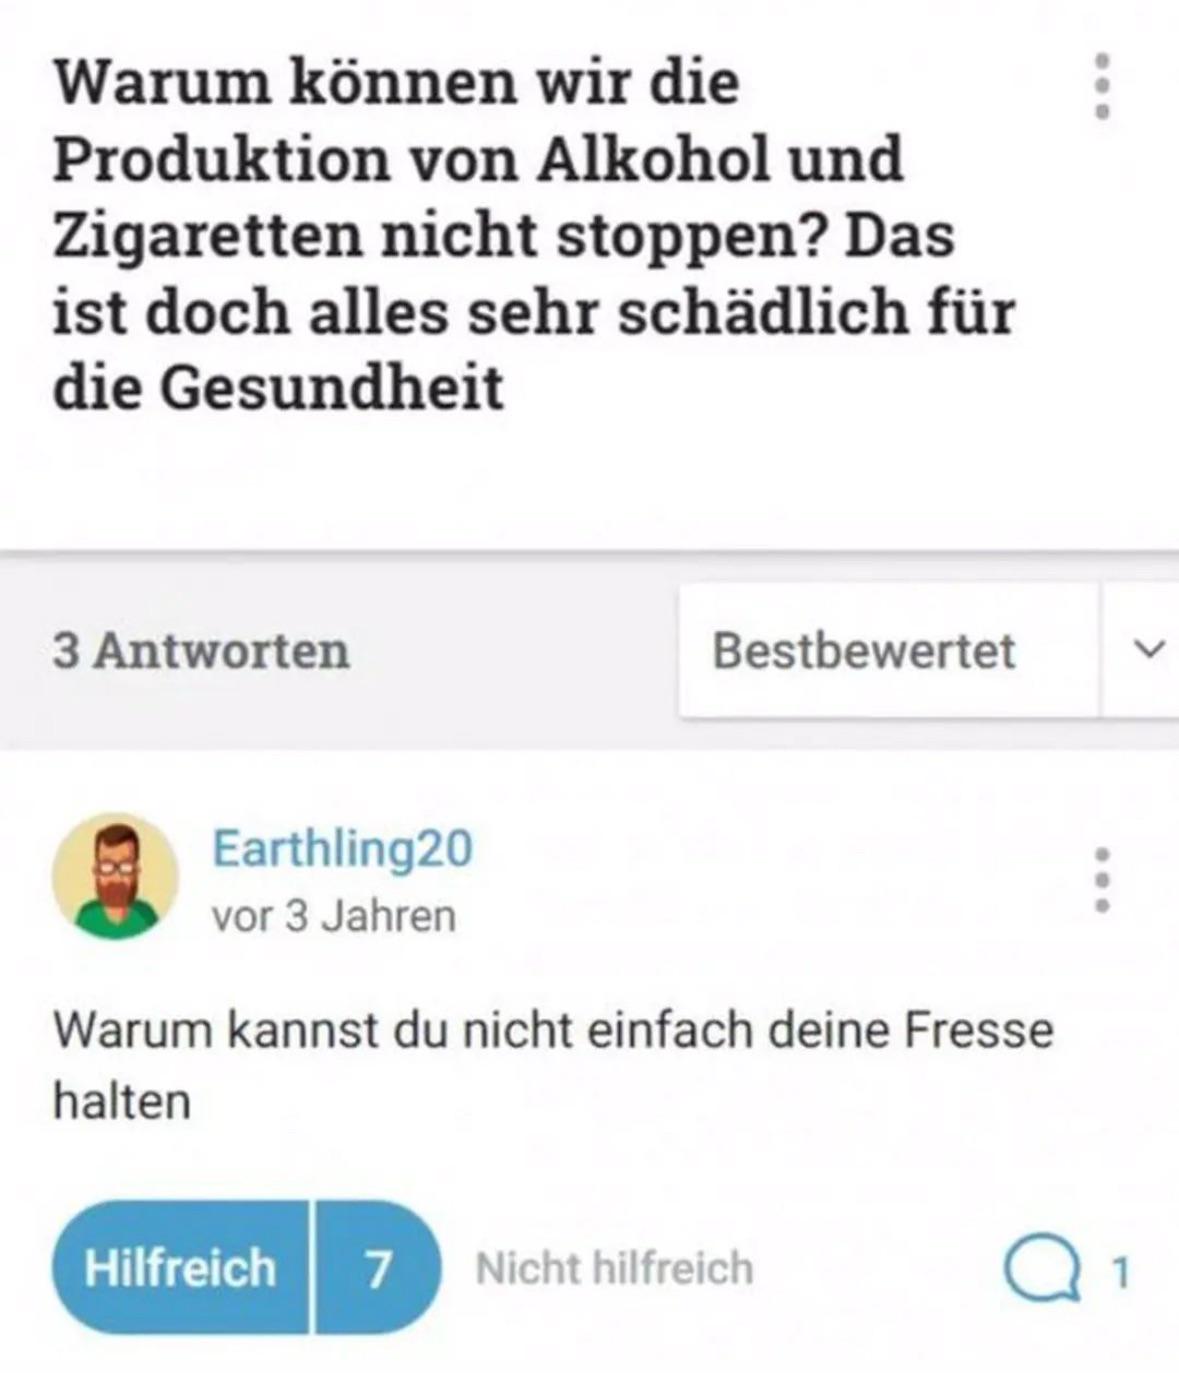 Warum können wir die
Produktion von Alkohol und
Zigaretten nicht stoppen? Das
ist doch alles sehr schädlich für
die Gesundheit
3 Antworten
Bestbewertet
Earthling20
vor 3 Jahren
Warum kannst du nicht einfach deine Fresse
halten
Hilfreich 7 Nicht hilfreich 1